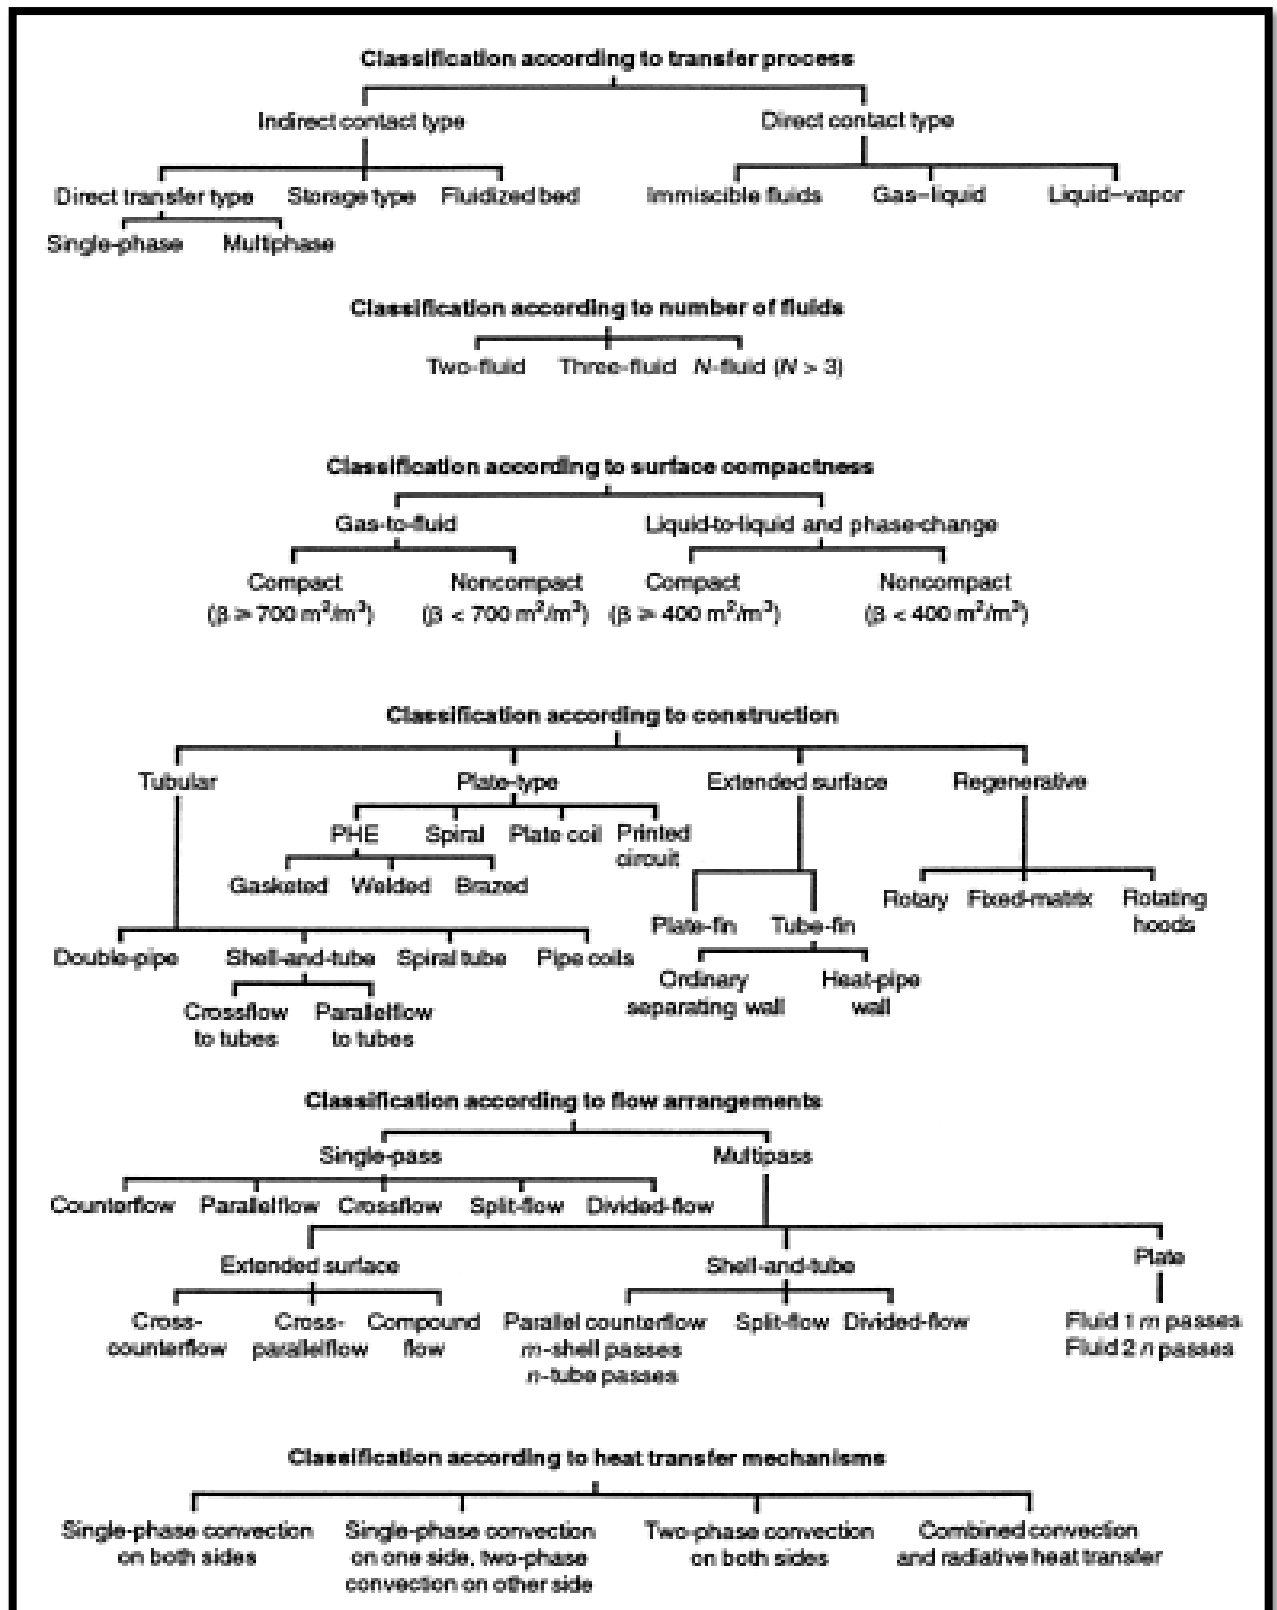 Classification according to transfer process
Indirect contact type Direct contact type
Direct transfer type Storage type Fluidized bed Immiscible fluids Gas–liquid Liquid–vapor
Single-phase Multiphase
Classification according to number of fluids
Two-fluid Three-fluid N-fluid (N > 3)
Classification according to surface compactness
Gas-to-fluid Liquid-to-liquid and phase-change
Compact Noncompact Compact Noncompact
(β ≥ 700 m²/m³) (β < 700 m²/m³) (β ≥ 400 m²/m³) (β < 400 m²/m³)
Classification according to construction
Tubular Plate-type Extended surface Regenerative
PHE Spiral Plate coil Printed
circuit
Gasketed Welded Brazed
Rotary Fixed-matrix Rotating
hoods
Plate-fin Tube-fin
Double-pipe Shell-and-tube Spiral tube Pipe coils
Ordinary Heat-pipe
separating wall wall
Crossflow Parallelflow
to tubes to tubes
Classification according to flow arrangements
Single-pass Multipass
Counterflow Parallelflow Crossflow Split-flow Divided-flow
Extended surface Shell-and-tube Plate
Cross- Cross- Compound Parallel counterflow Split-flow Divided-flow Fluid 1 m passes
counterflow parallelflow flow m-shell passes Fluid 2 n passes
n-tube passes
Classification according to heat transfer mechanisms
Single-phase convection Single-phase convection Two-phase convection Combined convection
on both sides on one side, two-phase on both sides and radiative heat transfer
convection on other side